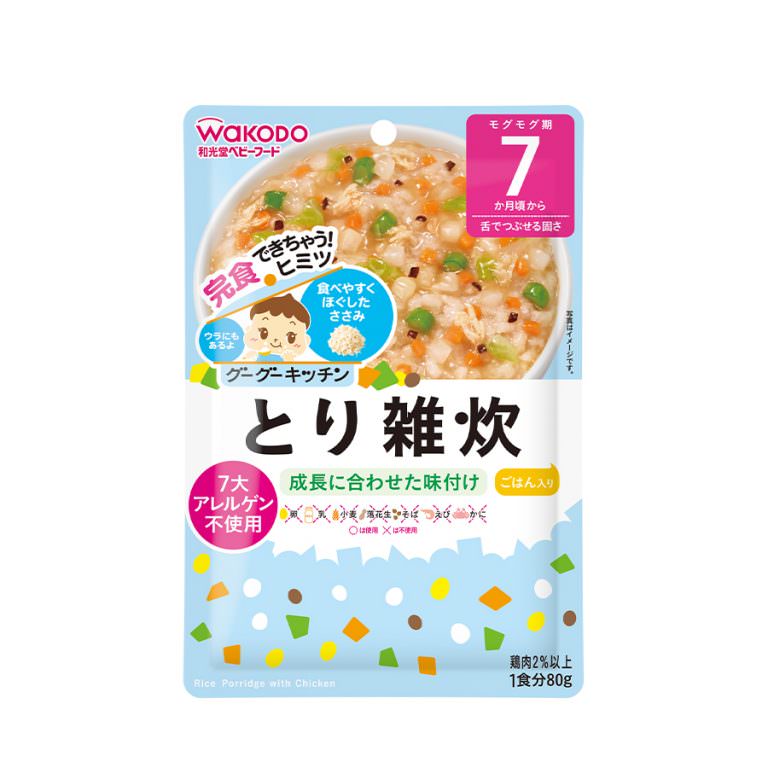 WAKODO
和光堂ベビーフード
モグモグ期
7
か月頃から
舌でつぶせる固さ
完食できちゃう!
ヒミツ
食べやすく
ほぐした
ささみ
ウラにも
あるよ
グーグーキッチン
写真はイメージです。
とり雑炊
成長に合わせた味付け
ごはん入り
7大
アレルゲン
不使用
卵 乳 小麦 落花生 そば えび かに
○は使用 ×は不使用
鶏肉2%以上
1食分80g
Rice Porridge with Chicken